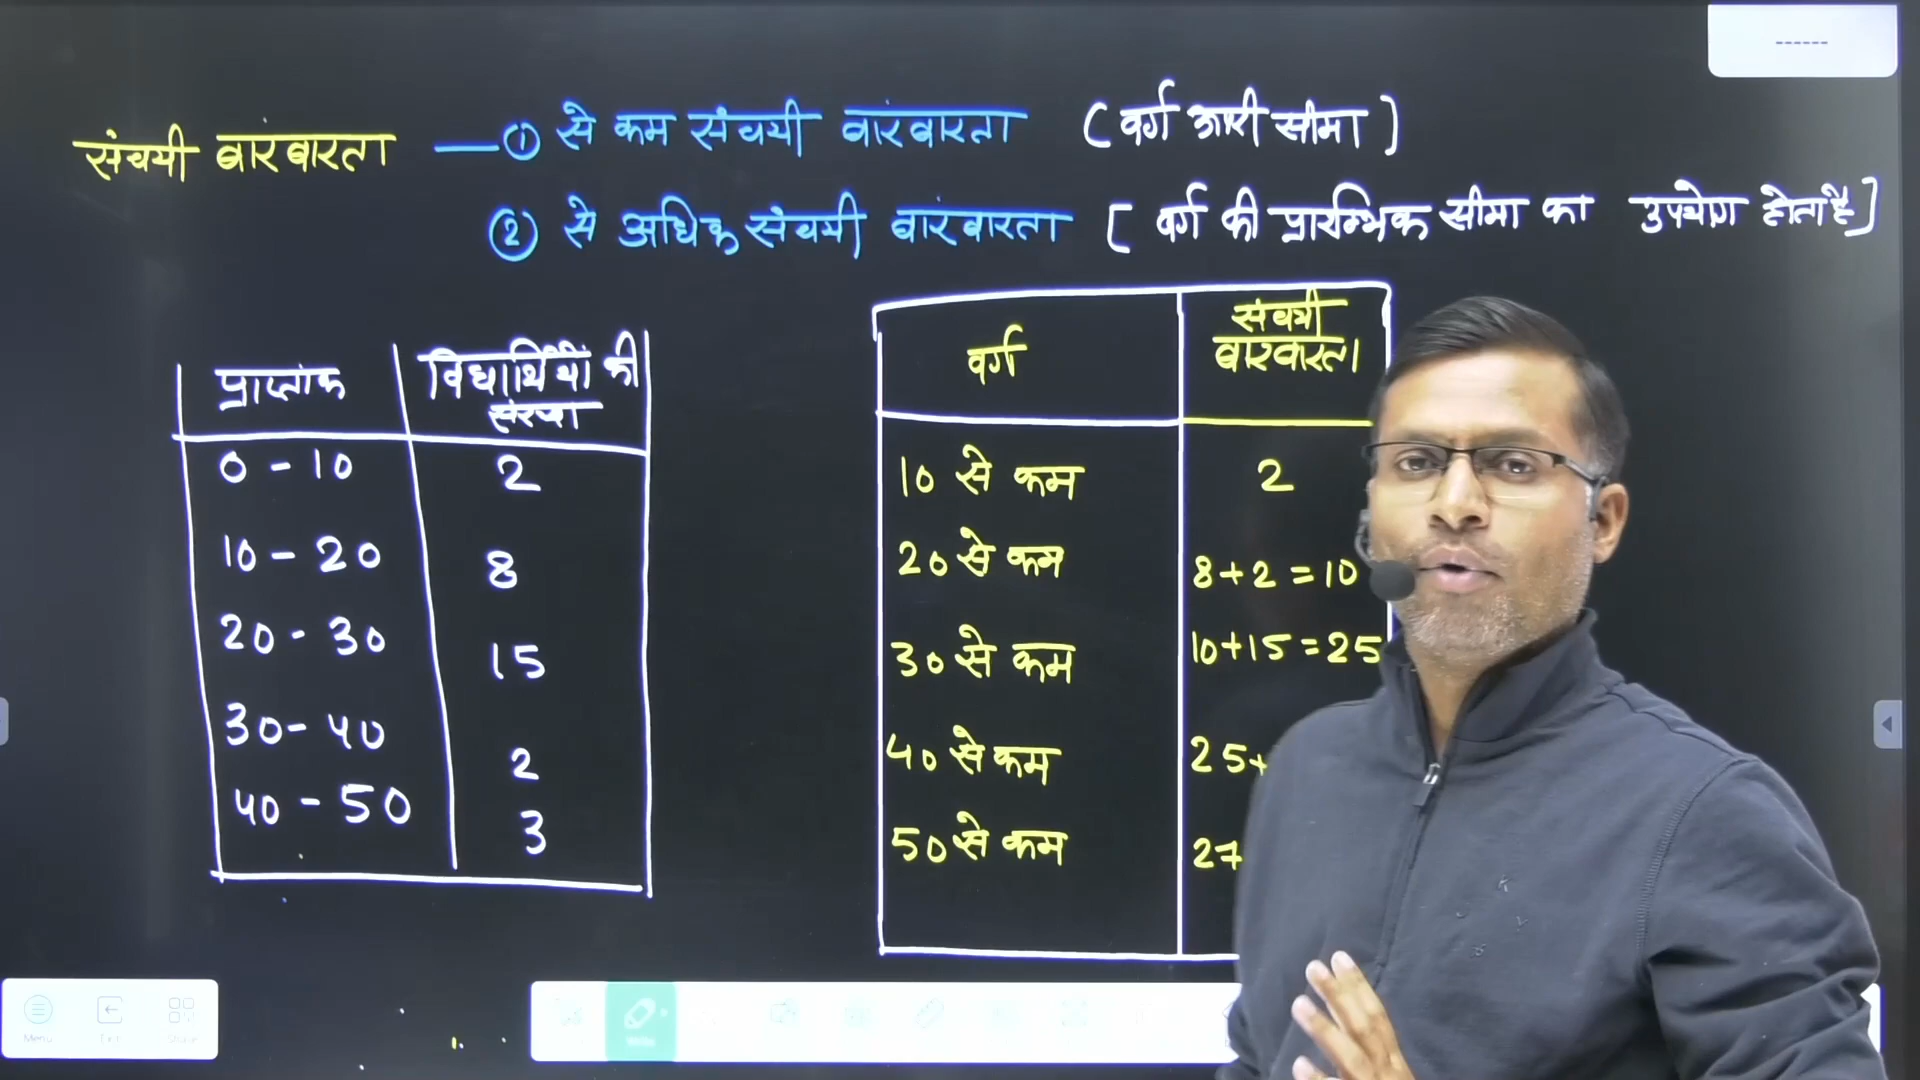 संचयी बारंबारता — ① से कम संचयी बारंबारता (वर्ग
② से अधिक संचयी बारंबारता [ वर्ग की प्रारम्भिक सीमा का उपयोग होता है ]
प्राप्तांक विद्यार्थियों की संख्या
0 - 10 2
10 - 20 8
20 - 30 15
30 - 40 2
40 - 50 3
वर्ग संचयी बारंबारता
10 से कम 2
20 से कम 8 + 2 = 10
30 से कम 10 + 15 = 25
40 से कम 25+
50 से कम 27
Menu Exit